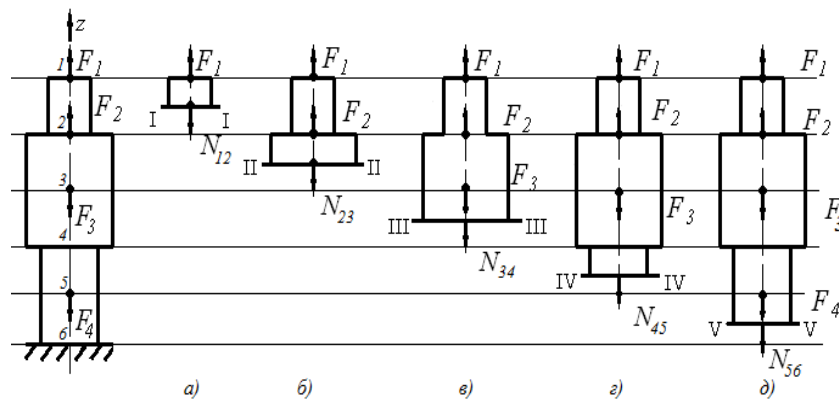 z
1 F1 F1 F1 F1 F1 F1
I I
F2 F2 F2 F2 F2
2
N12
II II
3 F3
N23
F3 F3 F3
4
III III
N34
IV IV
5
F4 F4
N45
V V
6
N56
а) б) в) г) д)